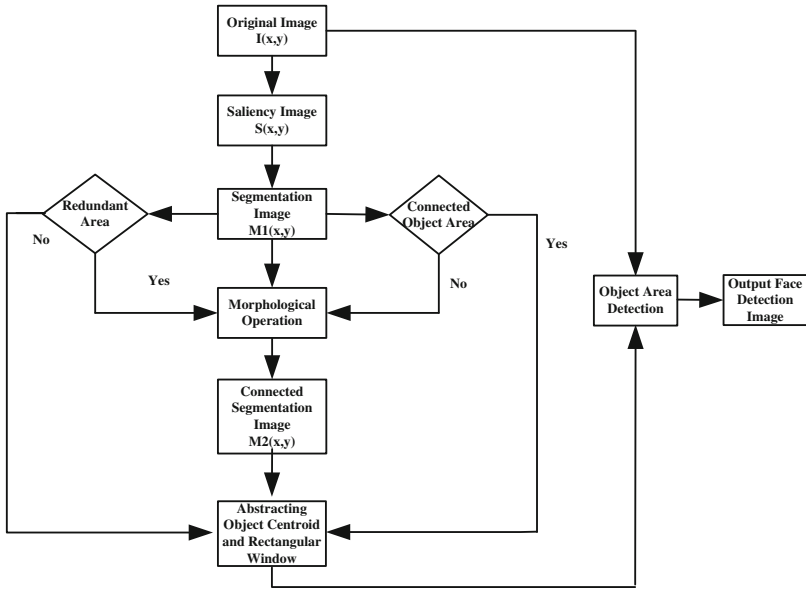 Original Image
I(x,y)
Saliency Image
S(x,y)
Redundant
Area
Segmentation
Image
M1(x,y)
Connected
Object Area
No
Yes
Yes
No
Morphological
Operation
Object Area
Detection
Output Face
Detection
Image
Connected
Segmentation
Image
M2(x,y)
Abstracting
Object Centroid
and Rectangular
Window